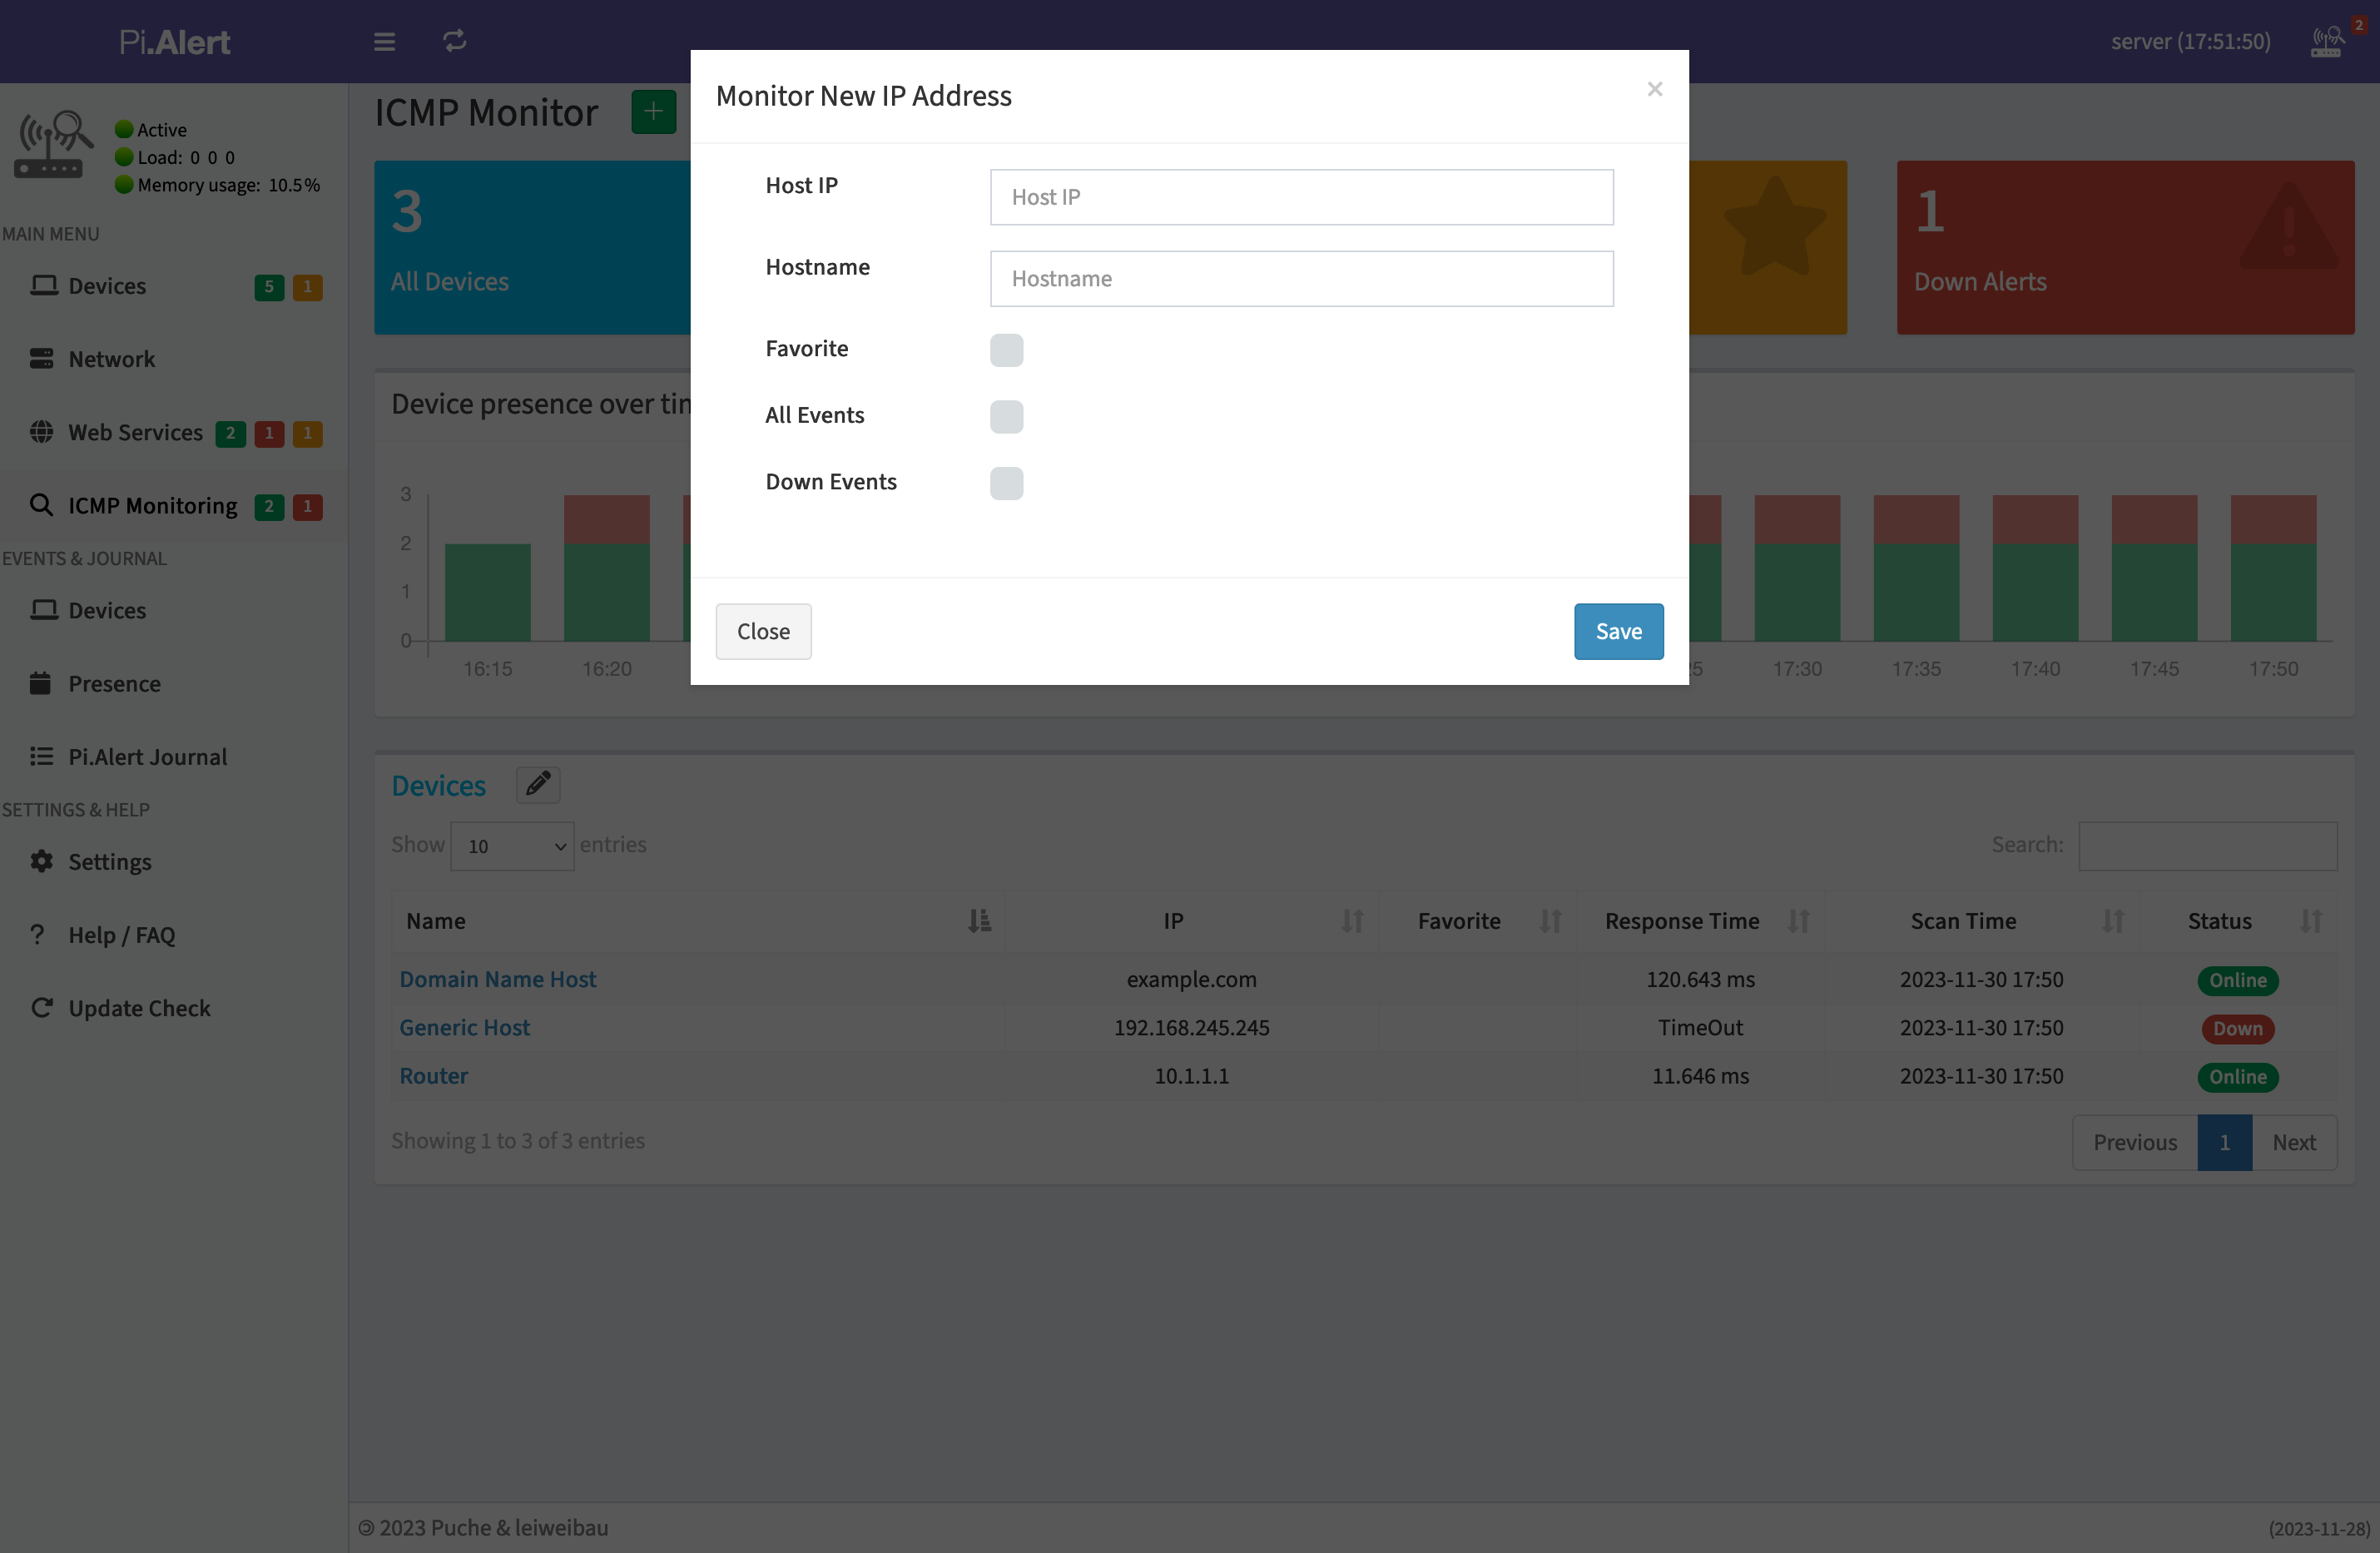 Pi.Alert
server (17:51:50)
2
Active
Load: 0 0 0
Memory usage: 10.5%
MAIN MENU
Devices 5 1
Network
Web Services 2 1 1
ICMP Monitoring 2 1
EVENTS & JOURNAL
Devices
Presence
Pi.Alert Journal
SETTINGS & HELP
Settings
Help / FAQ
Update Check
ICMP Monitor
3
All Devices
1
Down Alerts
Device presence over
3
2
1
0
16:15 16:20 17:30 17:35 17:40 17:45 17:50
Monitor New IP Address ×
Host IP Host IP
Hostname Hostname
Favorite
All Events
Down Events
Close Save
Devices
Show 10 entries Search:
Name IP Favorite Response Time Scan Time Status
Domain Name Host example.com 120.643 ms 2023-11-30 17:50 Online
Generic Host 192.168.245.245 TimeOut 2023-11-30 17:50 Down
Router 10.1.1.1 11.646 ms 2023-11-30 17:50 Online
Showing 1 to 3 of 3 entries Previous 1 Next
🄯 2023 Puche & leiweibau (2023-11-28)